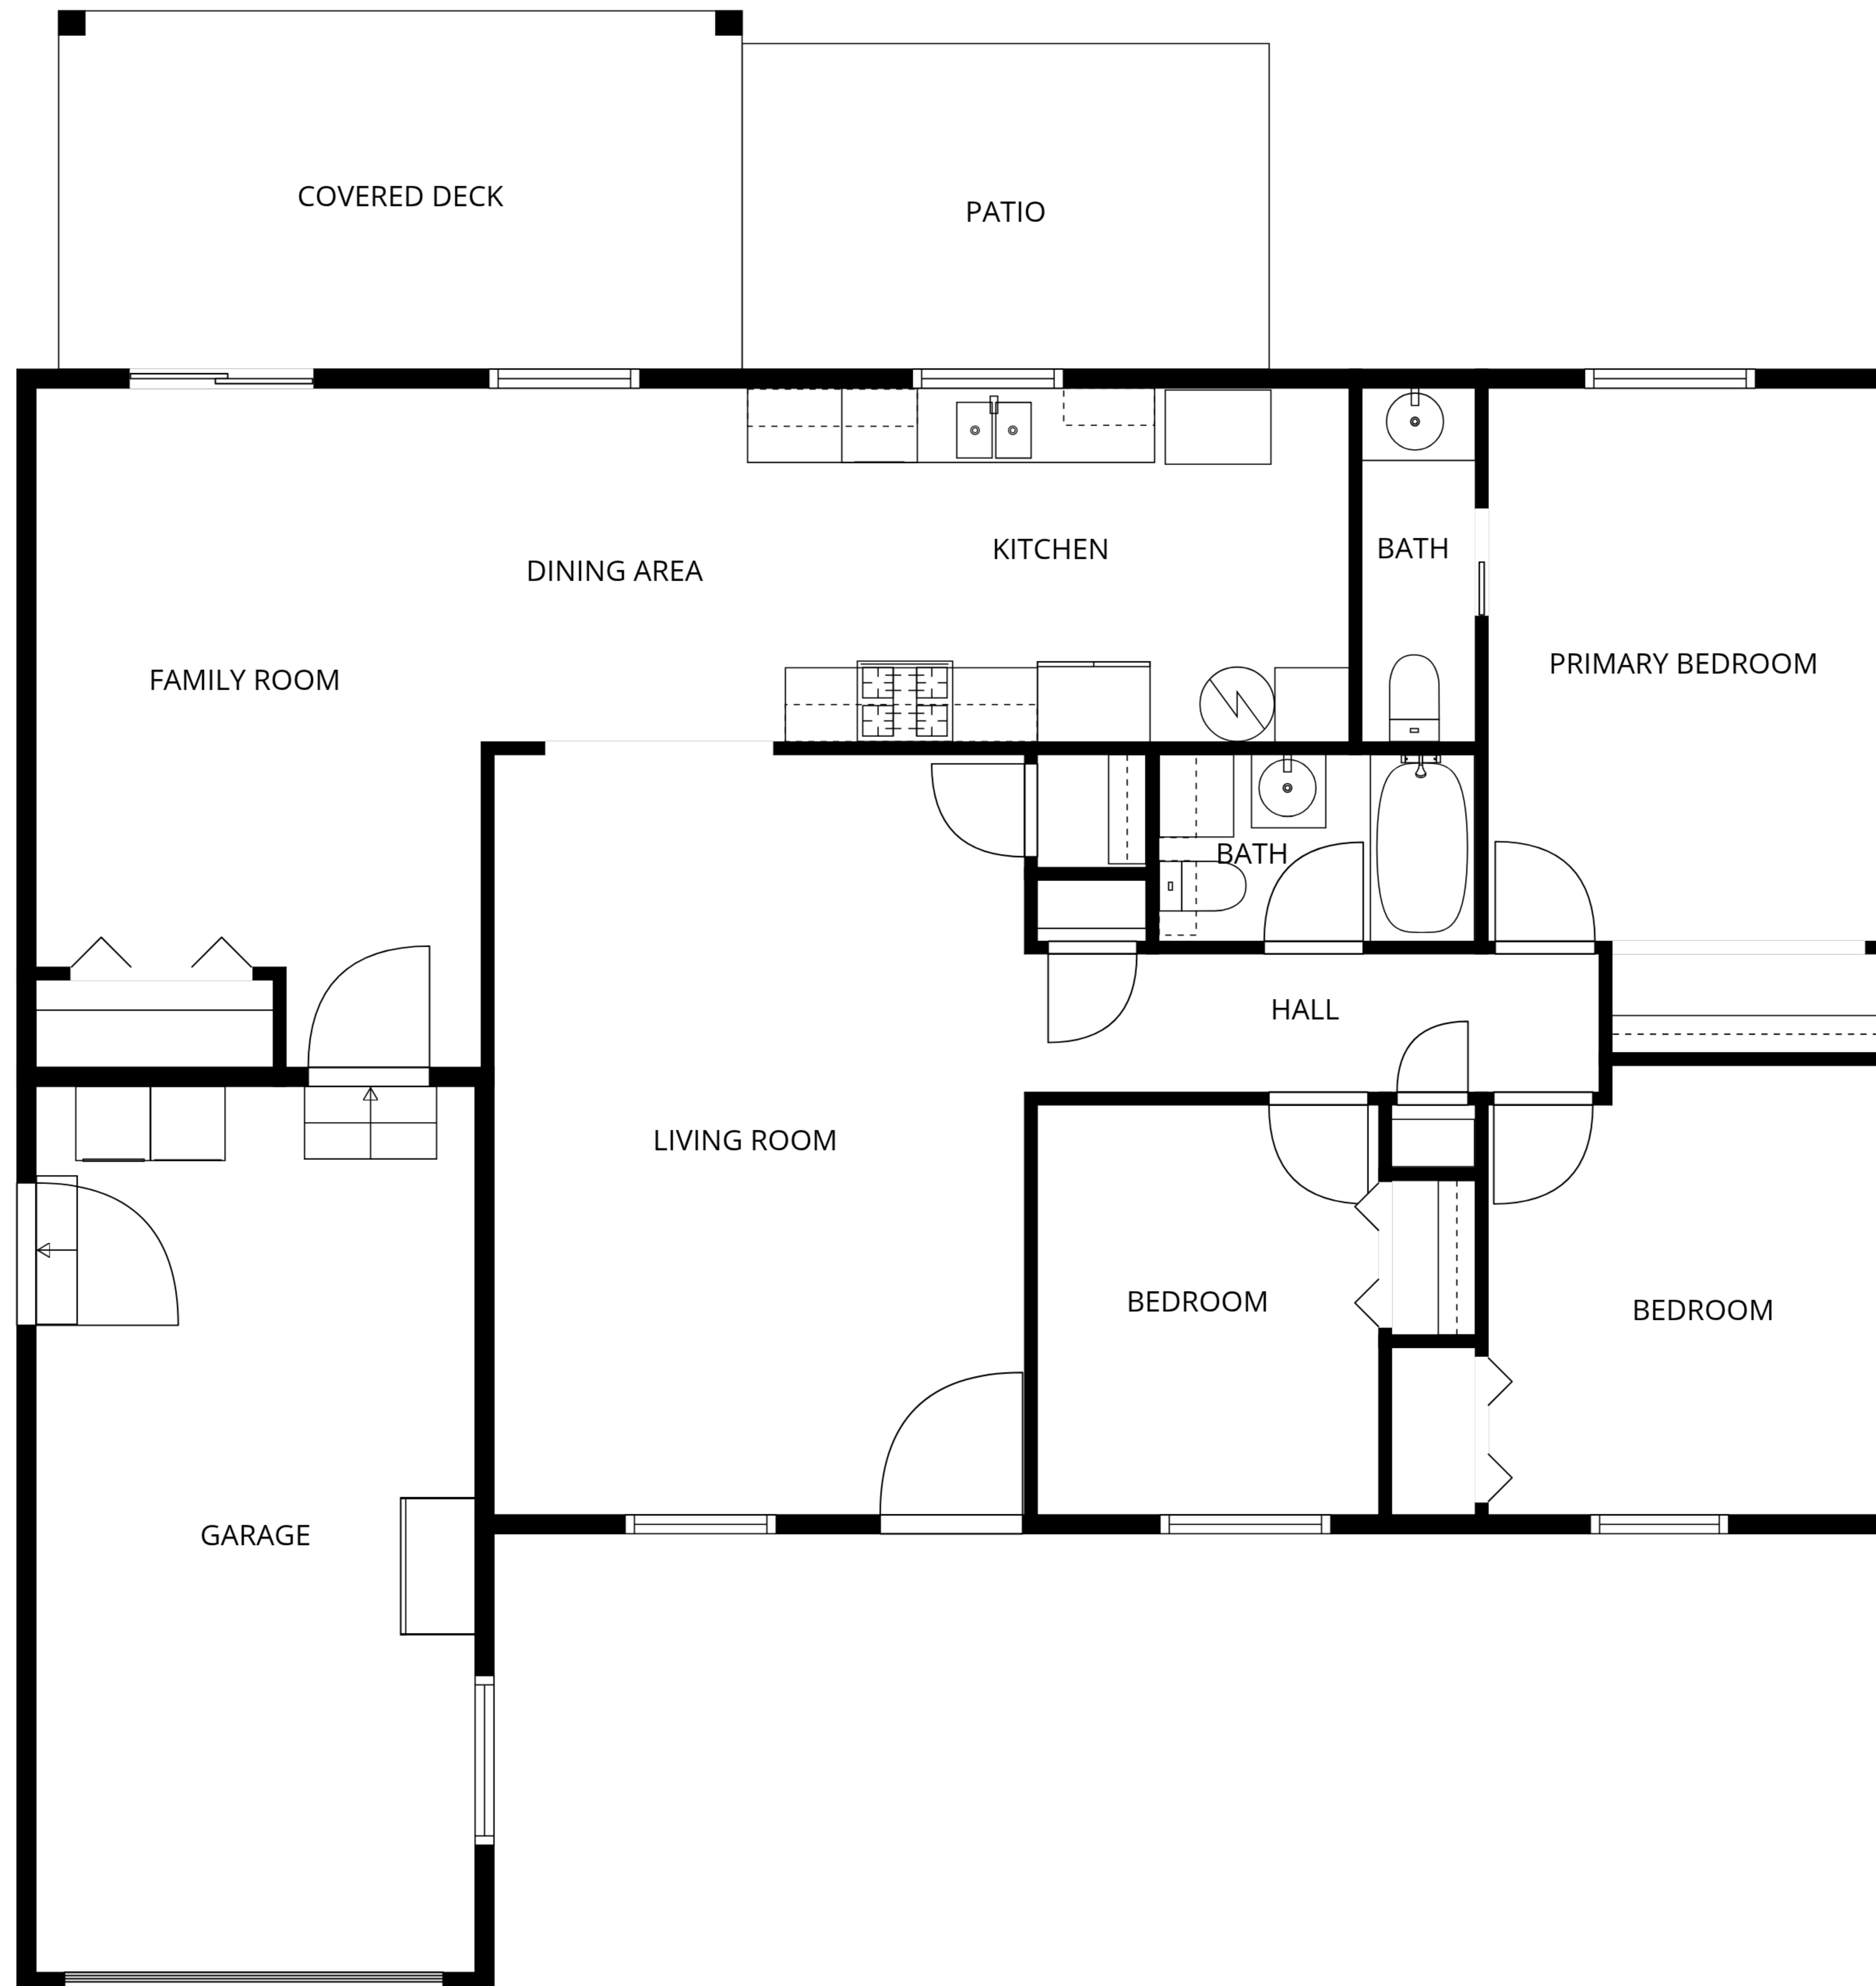 COVERED DECK
PATIO
KITCHEN
BATH
DINING AREA
PRIMARY BEDROOM
FAMILY ROOM
BATH
HALL
LIVING ROOM
BEDROOM
BEDROOM
GARAGE